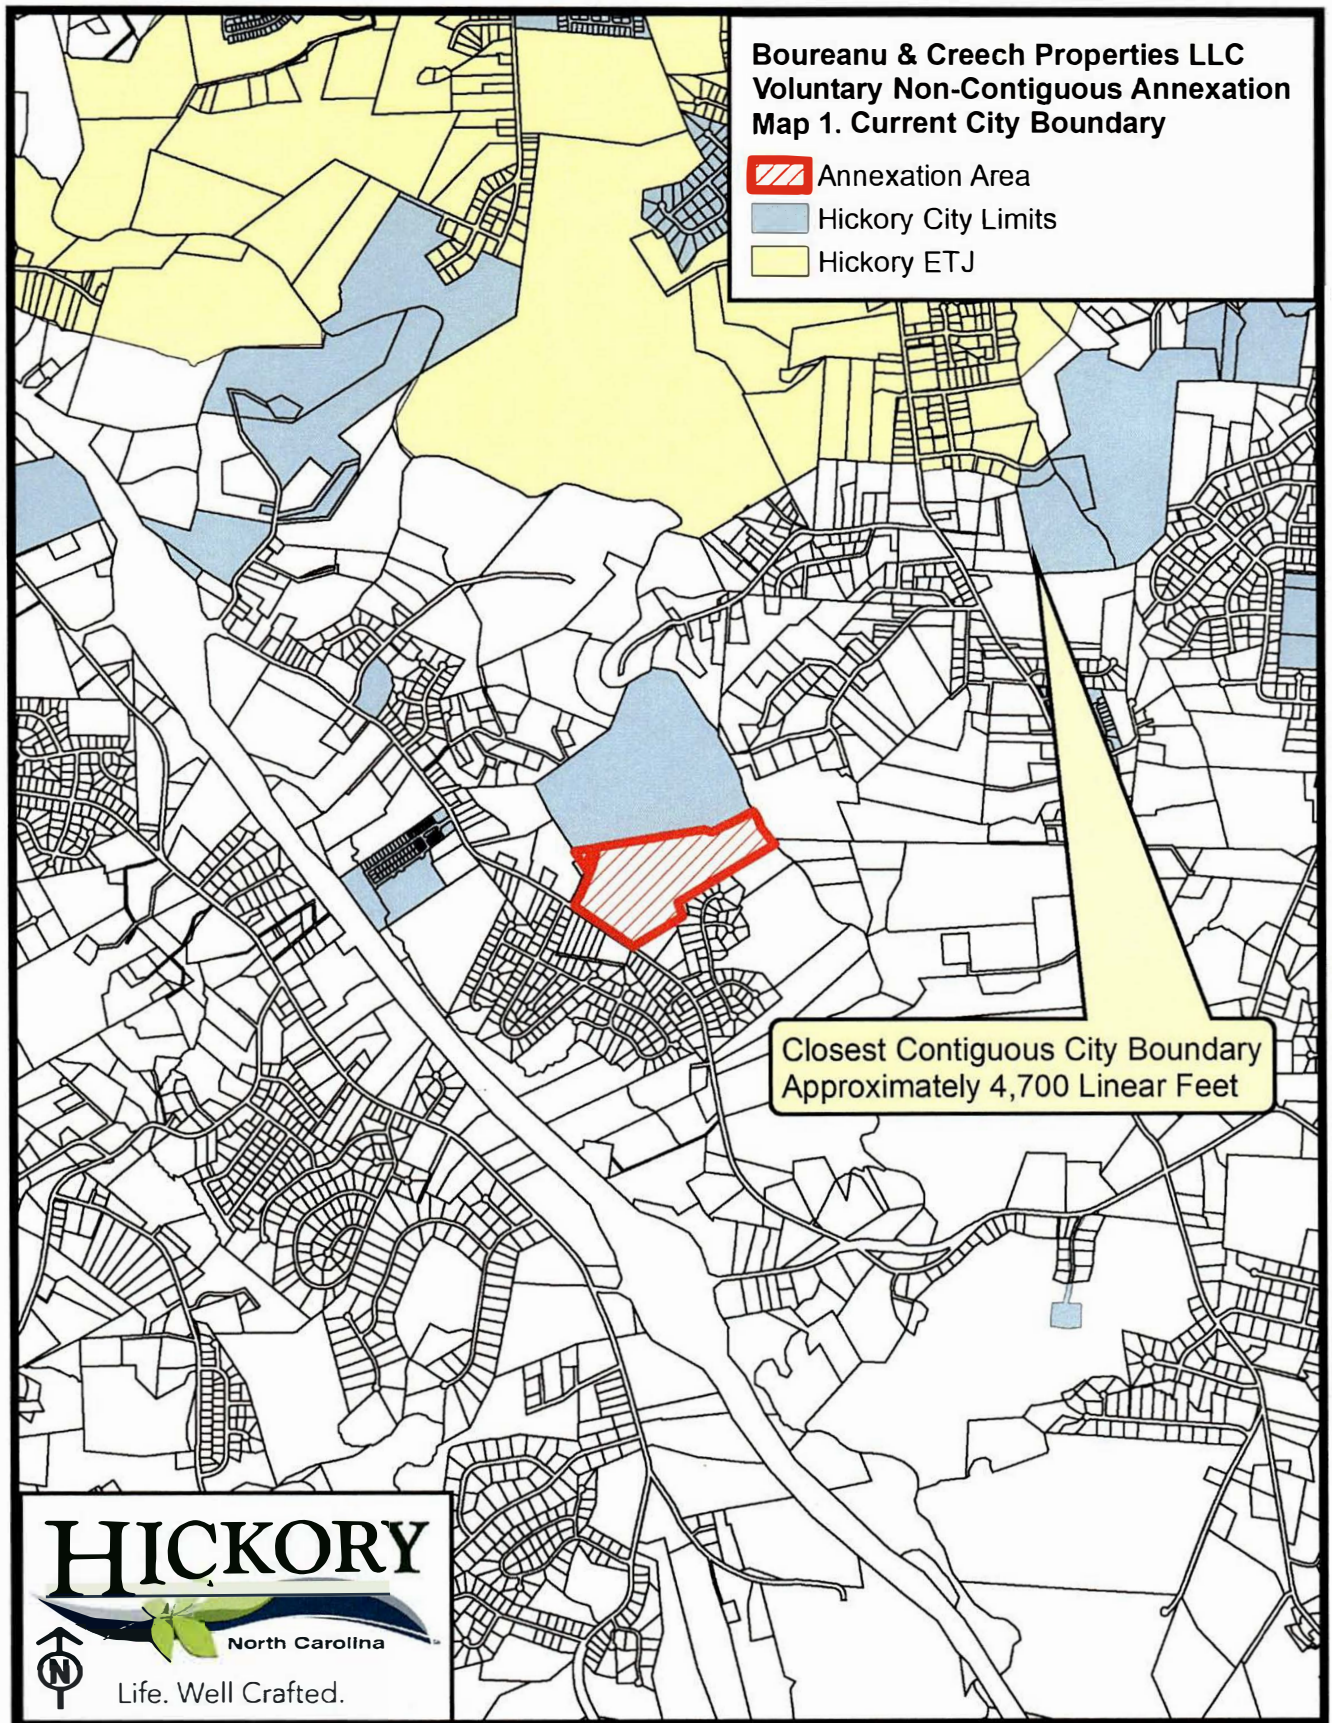 Boureanu & Creech Properties LLC
Voluntary Non-Contiguous Annexation
Map 1. Current City Boundary
Annexation Area
Hickory City Limits
Hickory ETJ
Closest Contiguous City Boundary
Approximately 4,700 Linear Feet
HICKORY
North Carolina
N
Life. Well Crafted.